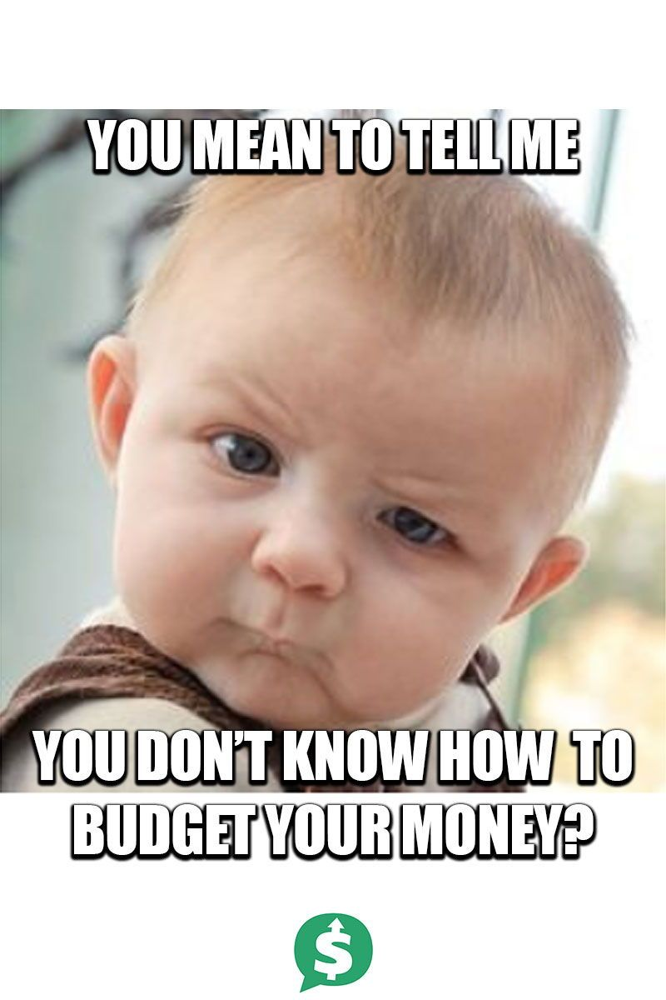 YOU MEAN TO TELL ME
YOU DON'T KNOW HOW TO
BUDGET YOUR MONEY?
$